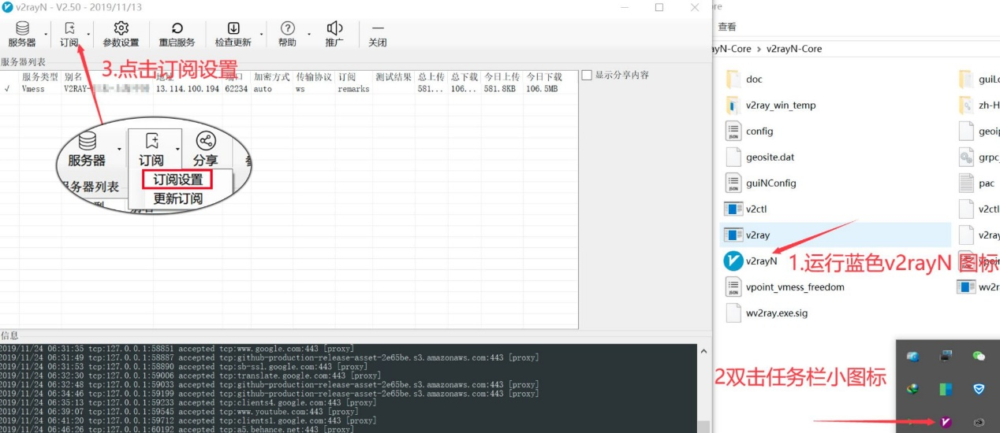 v2rayN - V2.50 - 2019/11/13
服务器 订阅 参数设置 重启服务 检查更新 帮助 推广 关闭
3.点击订阅设置
服务器列表
服务类型 别名 地址 端口 加密方式 传输协议 订阅 测试结果 总上传 总下载 今日上传 今日下载
√ Vmess V2RAY- 13.114.100.194 62234 auto ws remarks 581... 106... 581.8KB 106.5MB
显示分享内容
服务器 订阅 分享
服务器列表
订阅设置
更新订阅
信息
2019/11/24 06:31:35 tcp:127.0.0.1:58851 accepted tcp:www.google.com:443 [proxy]
2019/11/24 06:31:49 tcp:127.0.0.1:58887 accepted tcp:github-production-release-asset-2e65be.s3.amazonaws.com:443 [proxy]
2019/11/24 06:31:53 tcp:127.0.0.1:58890 accepted tcp:sb-ssl.google.com:443 [proxy]
2019/11/24 06:32:30 tcp:127.0.0.1:59006 accepted tcp:translate.google.com:443 [proxy]
2019/11/24 06:32:48 tcp:127.0.0.1:59033 accepted tcp:github-production-release-asset-2e65be.s3.amazonaws.com:443 [proxy]
2019/11/24 06:34:46 tcp:127.0.0.1:59199 accepted tcp:github-production-release-asset-2e65be.s3.amazonaws.com:443 [proxy]
2019/11/24 06:35:13 tcp:127.0.0.1:59233 accepted tcp:clients4.google.com:443 [proxy]
2019/11/24 06:39:07 tcp:127.0.0.1:59545 accepted tcp:www.youtube.com:443 [proxy]
2019/11/24 06:41:20 tcp:127.0.0.1:59712 accepted tcp:clients1.google.com:443 [proxy]
2019/11/24 06:46:26 tcp:127.0.0.1:60192 accepted tcp:a5.behance.net:443 [proxy]
ore
查看
ayN-Core > v2rayN-Core
doc guiLo
v2ray_win_temp zh-H
config geoip
geosite.dat grpc_
guiNConfig pac
v2ctl v2ctl
v2ray v2ray
v2rayN vpoin
1.运行蓝色v2rayN 图标
vpoint_vmess_freedom wv2r
wv2ray.exe.sig
2双击任务栏小图标